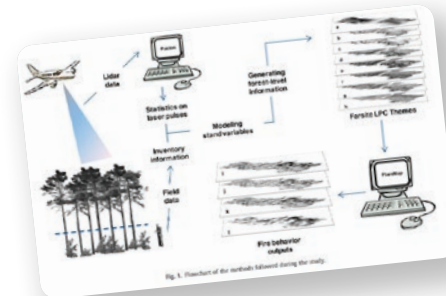 Lidar
data
Fusion
Statistics on
laser pulses
Inventory
information
Field
data
Modeling
stand variables
Generating
forest-level
information
Farsite LPC Themes
FlamMap
Fire behavior
outputs
Fig. 1. Flowchart of the methods followed during the study.